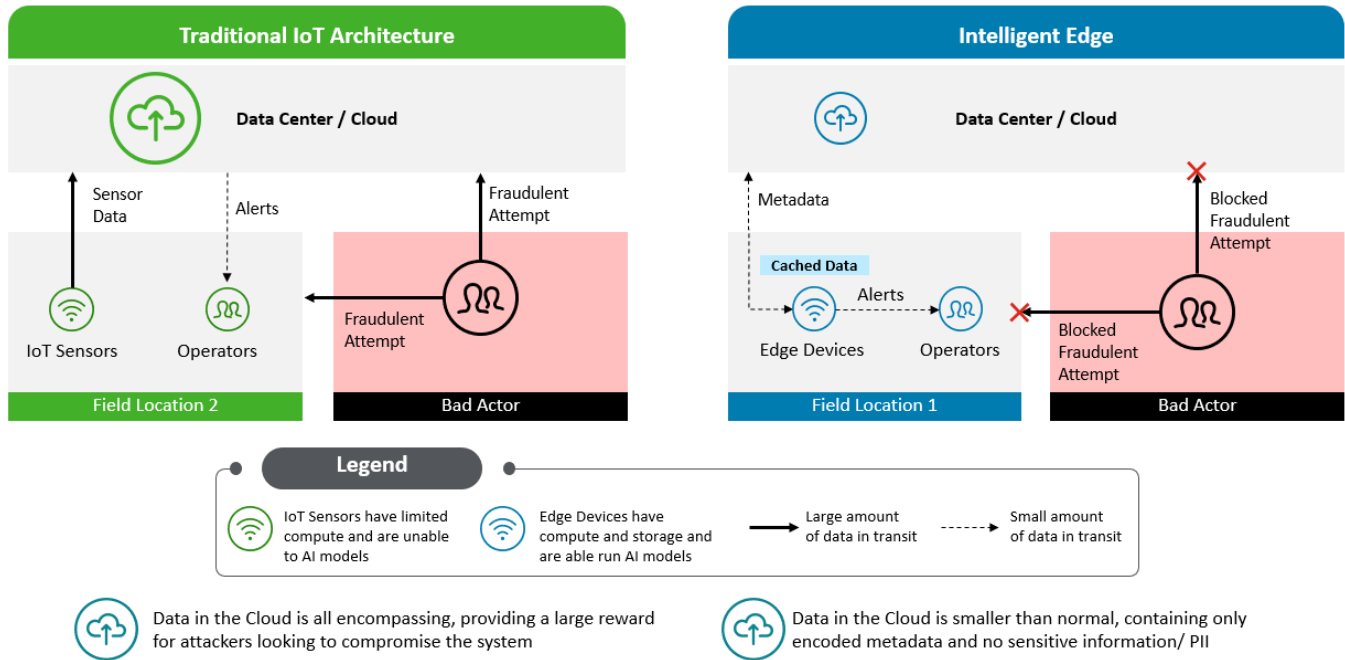 Traditional IoT Architecture
Data Center / Cloud
Sensor
Data
Alerts
Fraudulent
Attempt
Fraudulent
Attempt
IoT Sensors
Operators
Field Location 2
Bad Actor
Intelligent Edge
Data Center / Cloud
Metadata
Blocked
Fraudulent
Attempt
Cached Data
Alerts
Blocked
Fraudulent
Attempt
Edge Devices
Operators
Field Location 1
Bad Actor
Legend
IoT Sensors have limited
compute and are unable
to AI models
Edge Devices have
compute and storage and
are able run AI models
Large amount
of data in transit
Small amount
of data in transit
Data in the Cloud is all encompassing, providing a large reward
for attackers looking to compromise the system
Data in the Cloud is smaller than normal, containing only
encoded metadata and no sensitive information/ PII